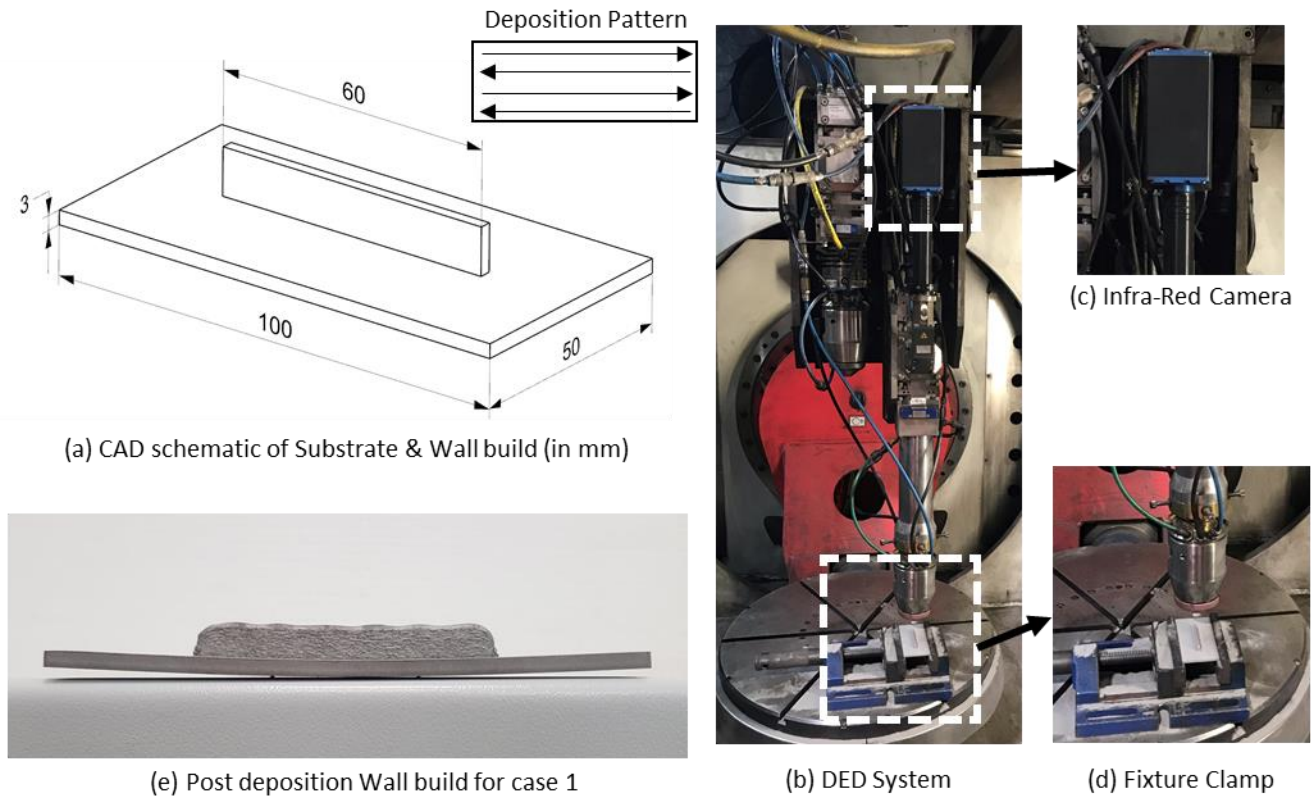 Deposition Pattern
60
3
100
50
(a) CAD schematic of Substrate & Wall build (in mm)
(c) Infra-Red Camera
(e) Post deposition Wall build for case 1
(b) DED System
(d) Fixture Clamp